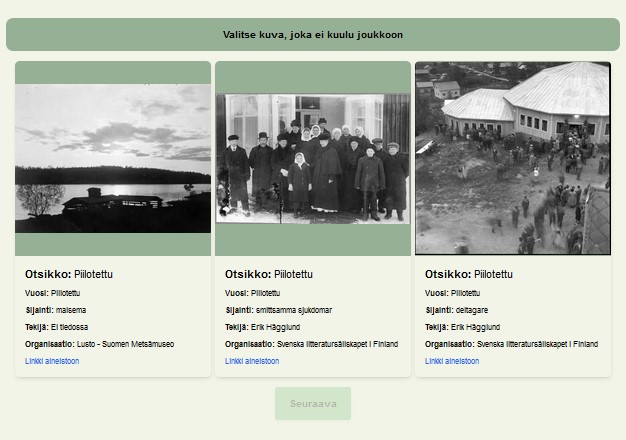 Valitse kuva, joka ei kuulu joukkoon
Otsikko: Piilotettu
Vuosi: Piilotettu
Sijainti: maisema
Tekijä: Ei tiedossa
Organisaatio: Lusto - Suomen Metsämuseo
Linkki aineistoon
Otsikko: Piilotettu
Vuosi: Piilotettu
Sijainti: smittsamma sjukdomar
Tekijä: Erik Hägglund
Organisaatio: Svenska litteratursällskapet i Finland
Linkki aineistoon
Otsikko: Piilotettu
Vuosi: Piilotettu
Sijainti: deltagare
Tekijä: Erik Hägglund
Organisaatio: Svenska litteratursällskapet i Finland
Linkki aineistoon
Seuraava